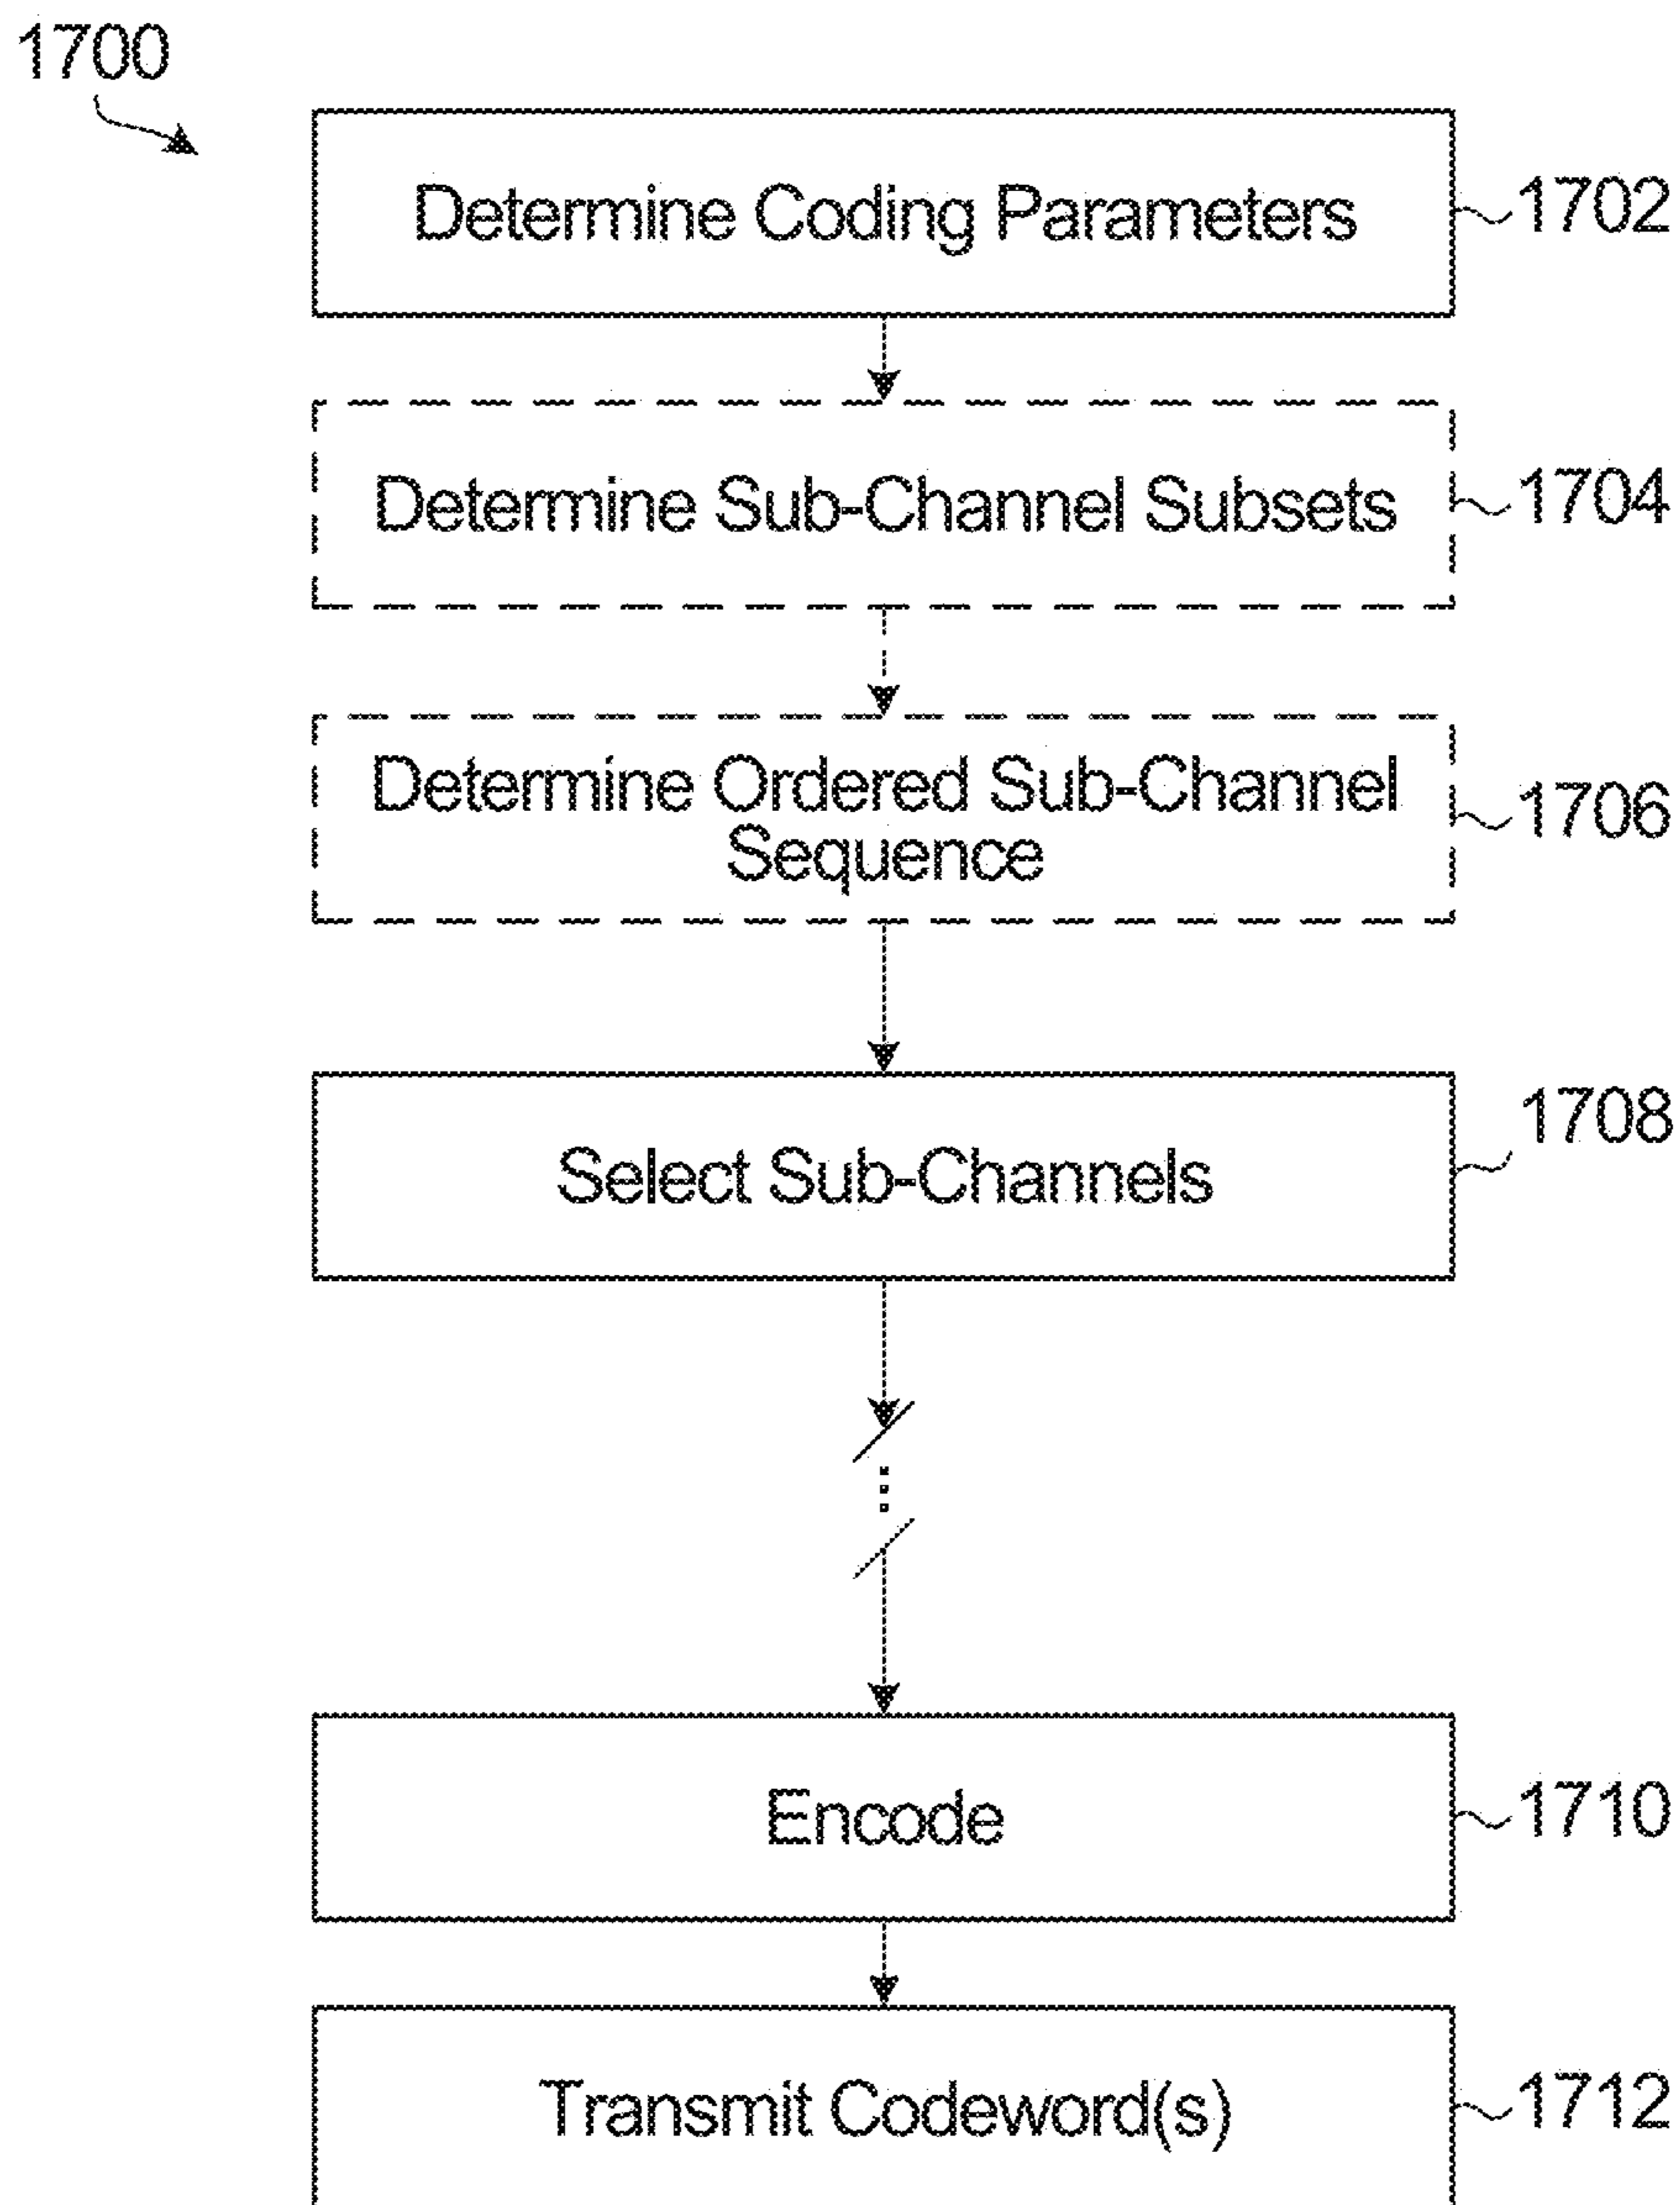 1700
Determine Coding Parameters
1702
Determine Sub-Channel Subsets
1704
Determine Ordered Sub-Channel
Sequence
1706
Select Sub-Channels
1708
Encode
1710
Transmit Codeword(s)
1712